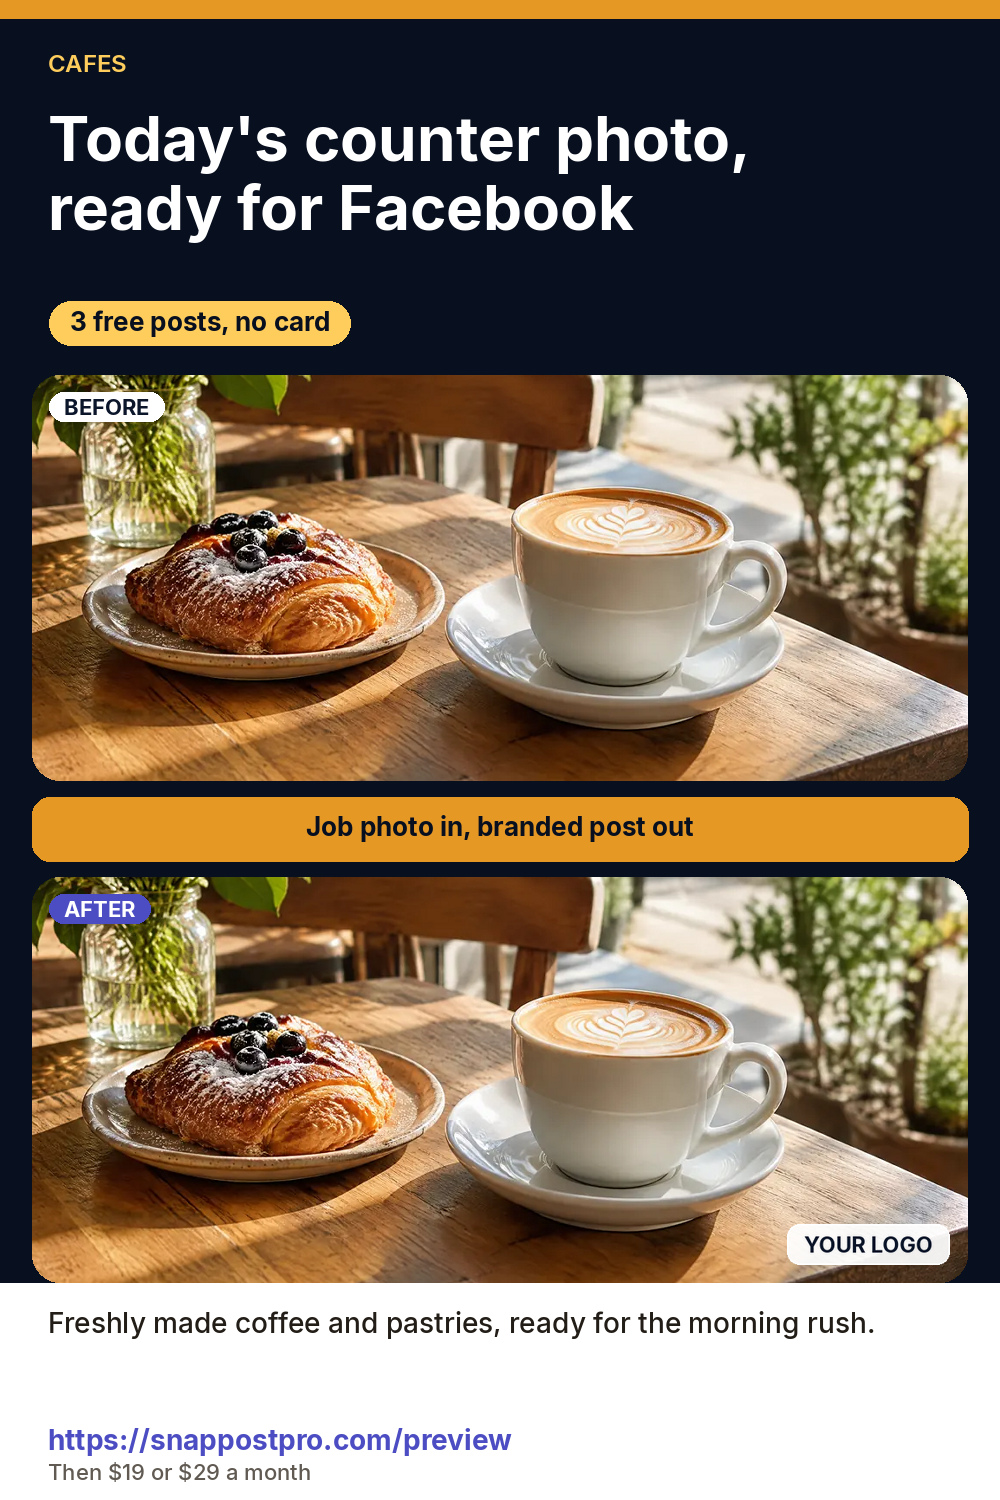 CAFES
Today's counter photo,
ready for Facebook
3 free posts, no card
BEFORE
Job photo in, branded post out
AFTER
YOUR LOGO
Freshly made coffee and pastries, ready for the morning rush.
https://snappostpro.com/preview
Then $19 or $29 a month